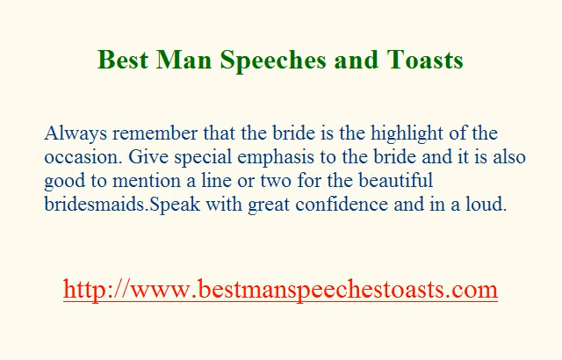 Best Man Speeches and Toasts
Always remember that the bride is the highlight of the
occasion. Give special emphasis to the bride and it is also
good to mention a line or two for the beautiful
bridesmaids.Speak with great confidence and in a loud.
http://www.bestmanspeechestoasts.com